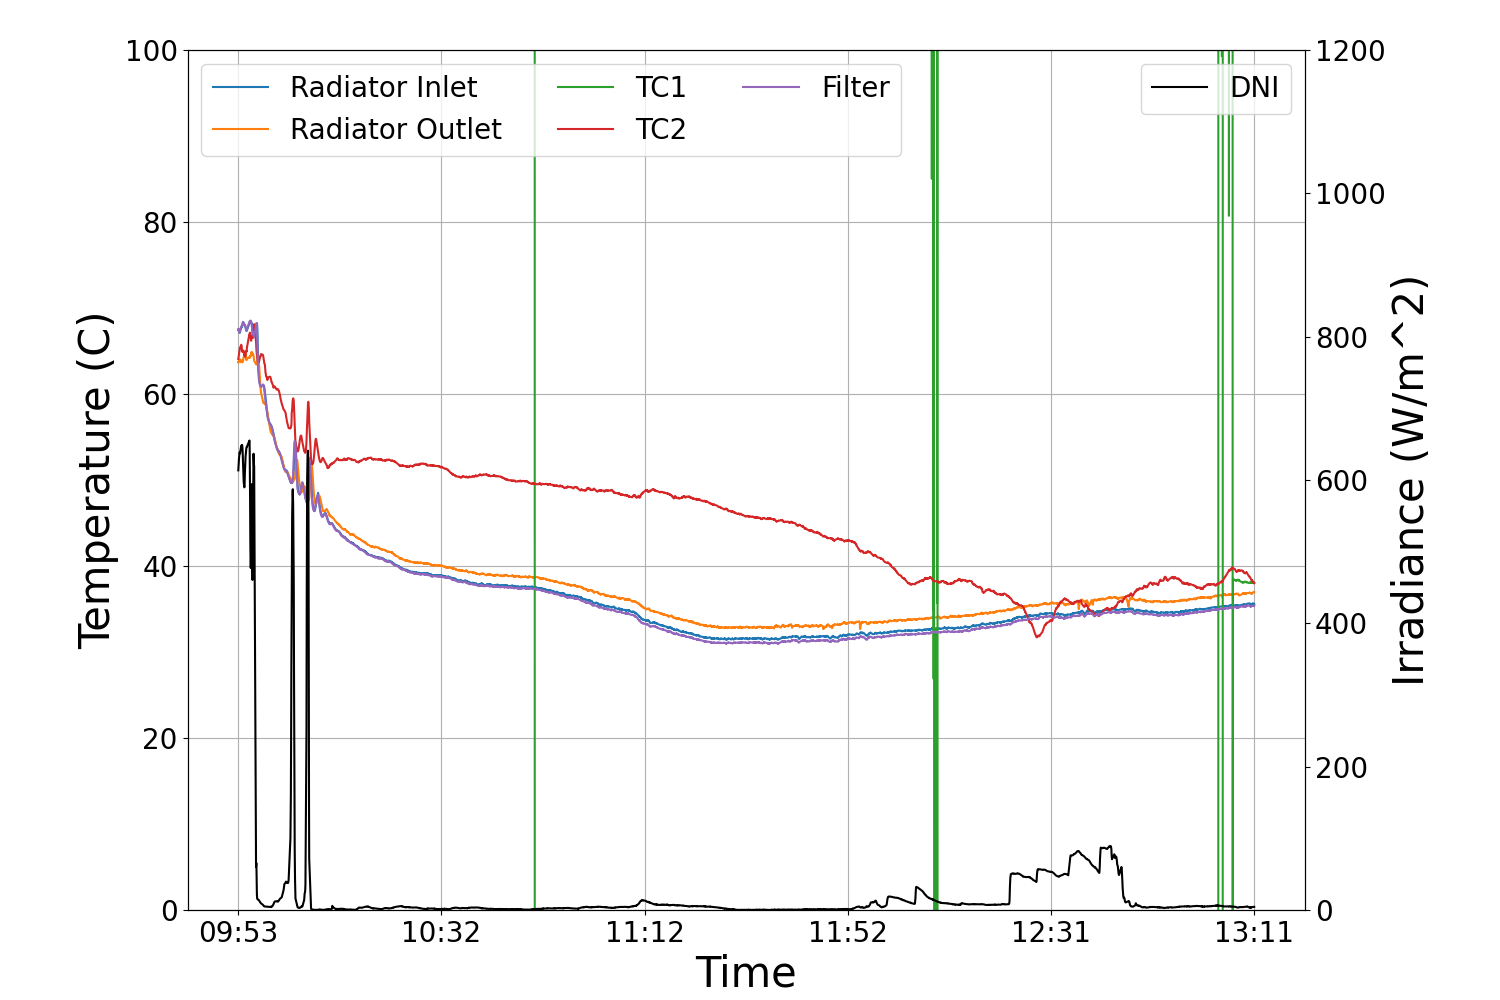 Radiator Inlet
Radiator Outlet
TC1
TC2
Filter
DNI
Temperature (C)
100
80
60
40
20
0
Irradiance (W/m^2)
1200
1000
800
600
400
200
0
09:53 10:32 11:12 11:52 12:31 13:11
Time